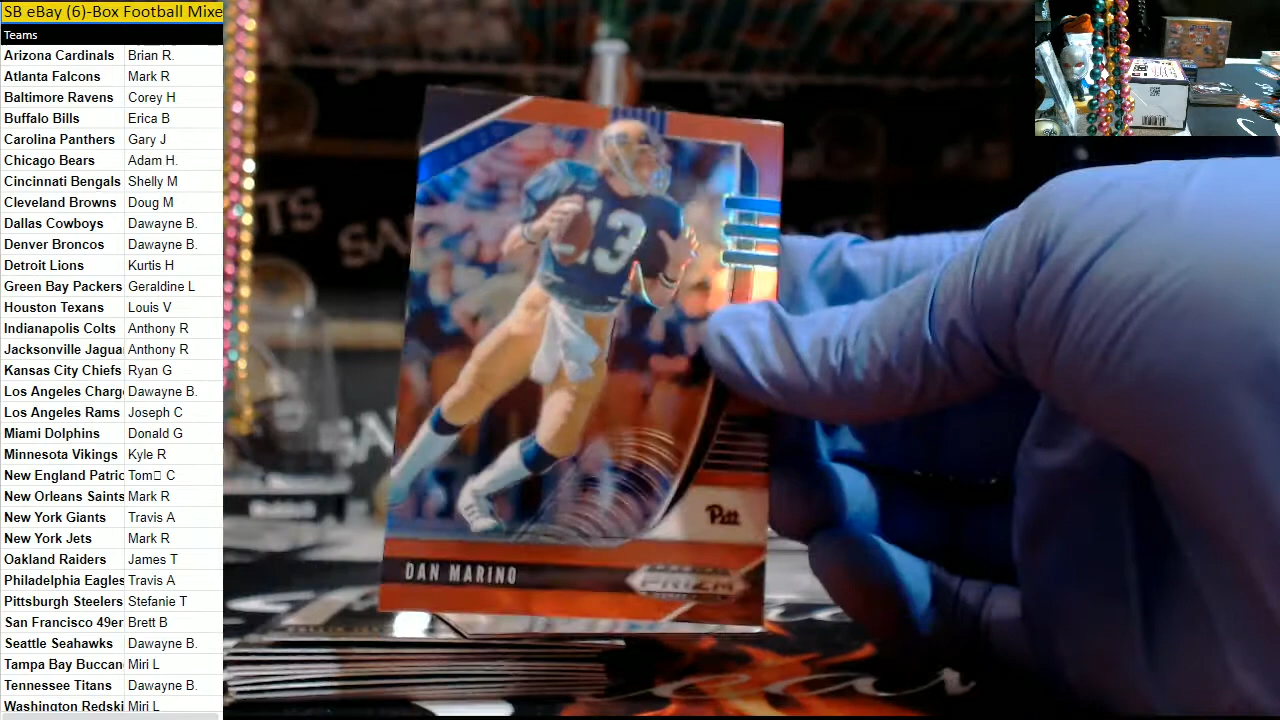 SB eBay (6)-Box Football Mixe
Teams
Arizona Cardinals Brian R.
Atlanta Falcons Mark R
Baltimore Ravens Corey H
Buffalo Bills Erica B
Carolina Panthers Gary J
Chicago Bears Adam H.
Cincinnati Bengals Shelly M
Cleveland Browns Doug M
Dallas Cowboys Dawayne B.
Denver Broncos Dawayne B.
Detroit Lions Kurtis H
Green Bay Packers Geraldine L
Houston Texans Louis V
Indianapolis Colts Anthony R
Jacksonville Jagua Anthony R
Kansas City Chiefs Ryan G
Los Angeles Charg Dawayne B.
Los Angeles Rams Joseph C
Miami Dolphins Donald G
Minnesota Vikings Kyle R
New England Patric Tom C
New Orleans Saints Mark R
New York Giants Travis A
New York Jets Mark R
Oakland Raiders James T
Philadelphia Eagles Travis A
Pittsburgh Steelers Stefanie T
San Francisco 49er Brett B
Seattle Seahawks Dawayne B.
Tampa Bay Buccan Miri L
Tennessee Titans Dawayne B.
Washington Redski Miri L
13
Pitt
DAN MARINO
PRIZM